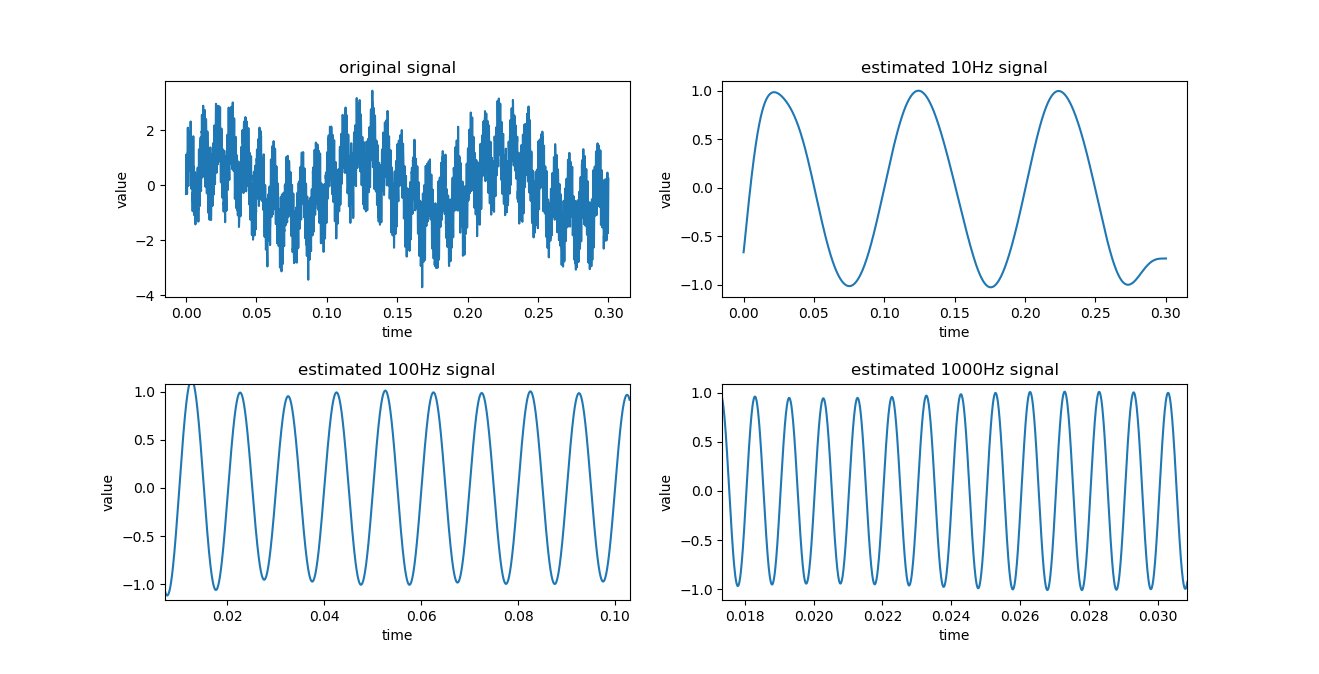 original signal
value
2
0
−2
−4
0.00 0.05 0.10 0.15 0.20 0.25 0.30
time
estimated 10Hz signal
value
1.0
0.5
0.0
−0.5
−1.0
0.00 0.05 0.10 0.15 0.20 0.25 0.30
time
estimated 100Hz signal
value
1.0
0.5
0.0
−0.5
−1.0
0.02 0.04 0.06 0.08 0.10
time
estimated 1000Hz signal
value
1.0
0.5
0.0
−0.5
−1.0
0.018 0.020 0.022 0.024 0.026 0.028 0.030
time